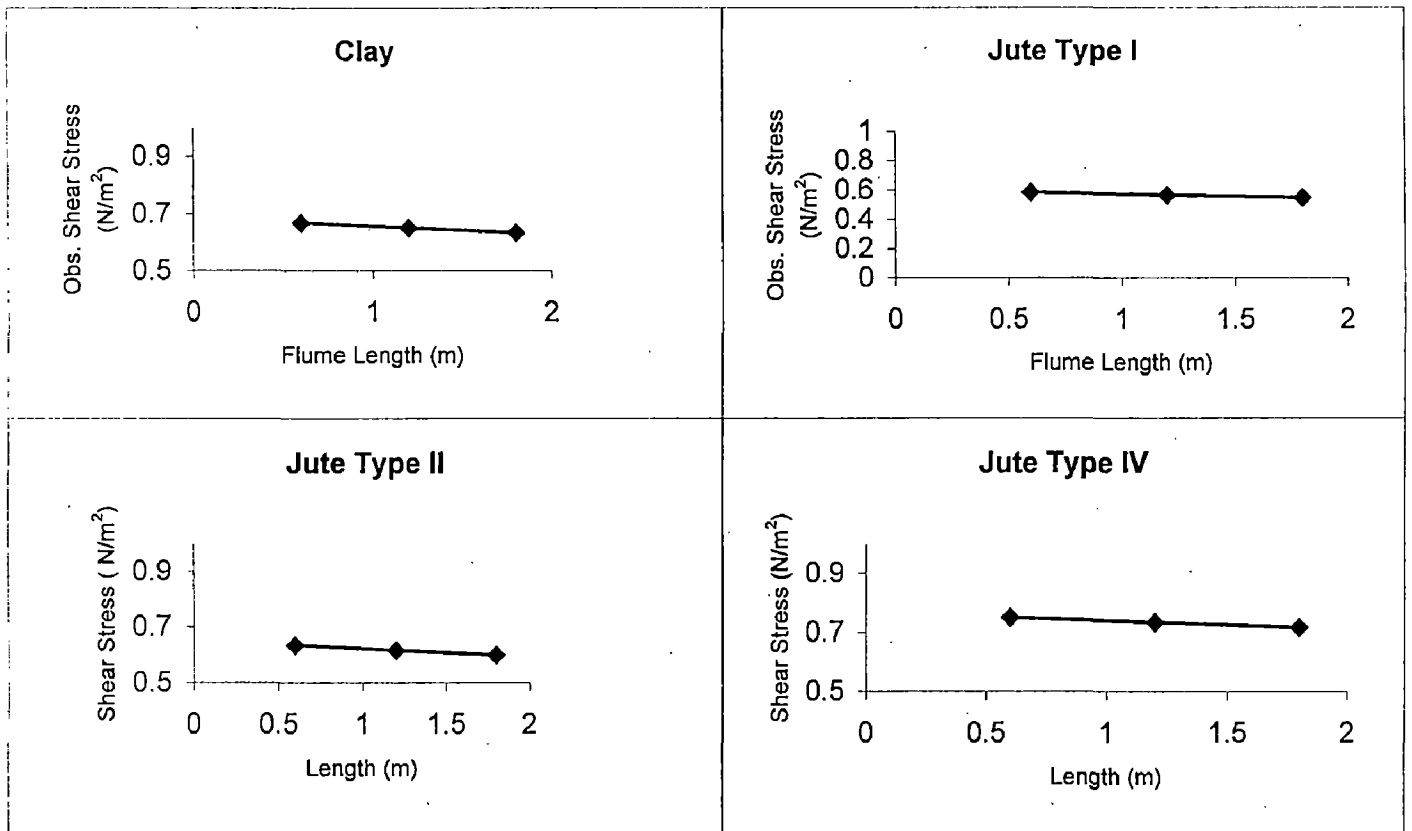 Clay
Obs. Shear Stress
(N/m²)
0.9
0.7
0.5
0 1 2
Flume Length (m)
Jute Type I
Obs. Shear Stress
(N/m²)
1
0.8
0.6
0.4
0.2
0
0 0.5 1 1.5 2
Flume Length (m)
Jute Type II
Shear Stress ( N/m²)
0.9
0.7
0.5
0 0.5 1 1.5 2
Length (m)
Jute Type IV
Shear Stress (N/m²)
0.9
0.7
0.5
0 0.5 1 1.5 2
Length (m)